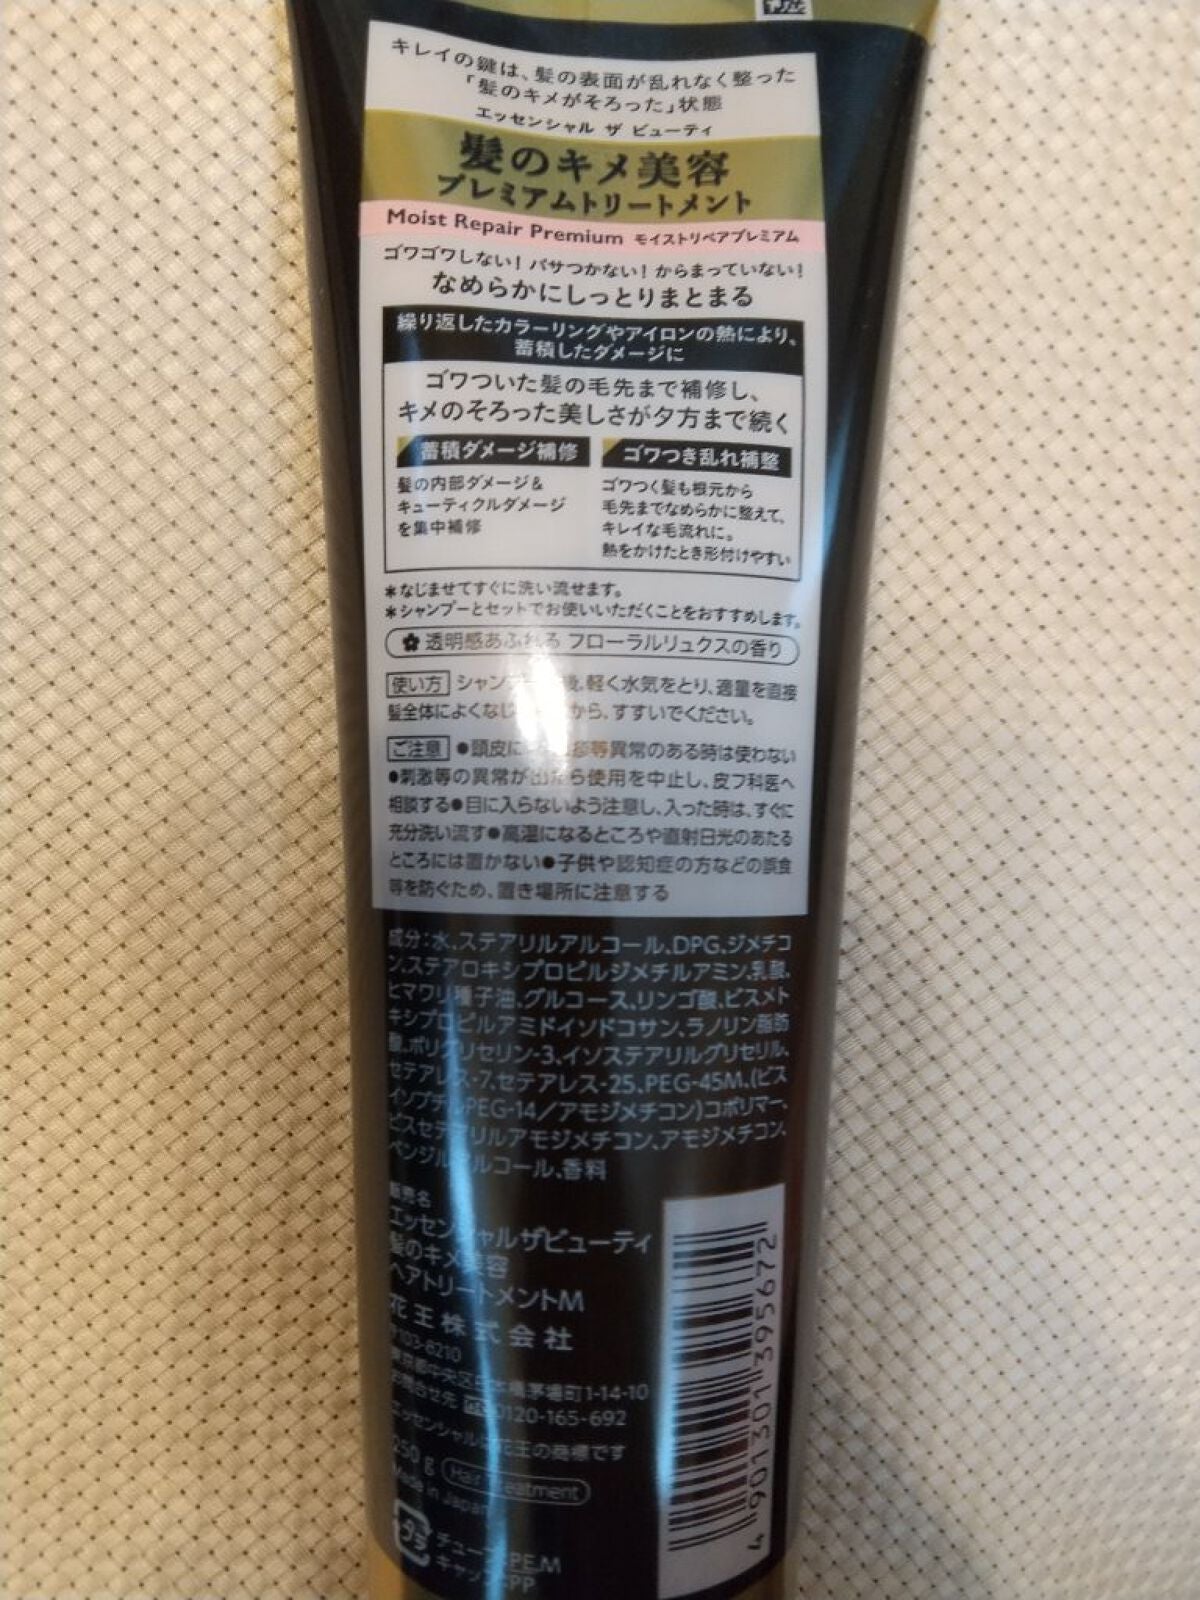 キレイの鍵は、髪の表面が乱れなく整った
「髪のキメがそろった」状態
エッセンシャル ザ ビューティ
髪のキメ美容
プレミアムトリートメント
Moist Repair Premium モイストリペアプレミアム
ゴワゴワしない! パサつかない! からまっていない!
なめらかにしっとりまとまる
繰り返したカラーリングやアイロンの熱により、
蓄積したダメージに
ゴワついた髪の毛先まで補修し、
キメのそろった美しさが夕方まで続く
蓄積ダメージ補修
髪の内部ダメージ&
キューティクルダメージ
を集中補修
ゴワつき乱れ補整
ゴワつく髪も根元から
毛先までなめらかに整えて、
キレイな毛流れに。
熱をかけたとき形付けやすい
*なじませてすぐに洗い流せます。
*シャンプーとセットでお使いいただくことをおすすめします。
透明感あふれる フローラルリュクスの香り
使い方 シャンプー 後、軽く水気をとり、適量を直接
髪全体によくなじ から、すすいでください。
ご注意 ●頭皮に 等異常のある時は使わない
●刺激等の異常が出たら使用を中止し、皮フ科医へ
相談する●目に入らないよう注意し、入った時は、すぐに
充分洗い流す●高温になるところや直射日光のあたる
ところには置かない●子供や認知症の方などの誤食
等を防ぐため、置き場所に注意する
成分:水、ステアリルアルコール、DPG、ジメチコ
ン、ステアロキシプロピルジメチルアミン、乳酸、
ヒマワリ種子油、グルコース、リンゴ酸、ビスメト
キシプロピルアミドイソドコサン、ラノリン脂肪
酸、ポリグリセリン-3、イソステアリルグリセリル、
セテアレス-7、セテアレス-25、PEG-45M、(ビス
イソブチルPEG-14/アモジメチコン)コポリマー、
ビスセテアリルアモジメチコン、アモジメチコン、
ベンジルアルコール、香料
販売名
エッセンシャルザビューティ
髪のキメ美容
ヘアトリートメントM
花王株式会社
〒103-8210
東京都中央区日本橋茅場町1-14-10
お問合せ先 0120-165-692
エッセンシャルは花王の商標です
250 g Hair Treatment
Made in Japan
プラ
チューブ:PE,M
キャップ:PP
4901301395672